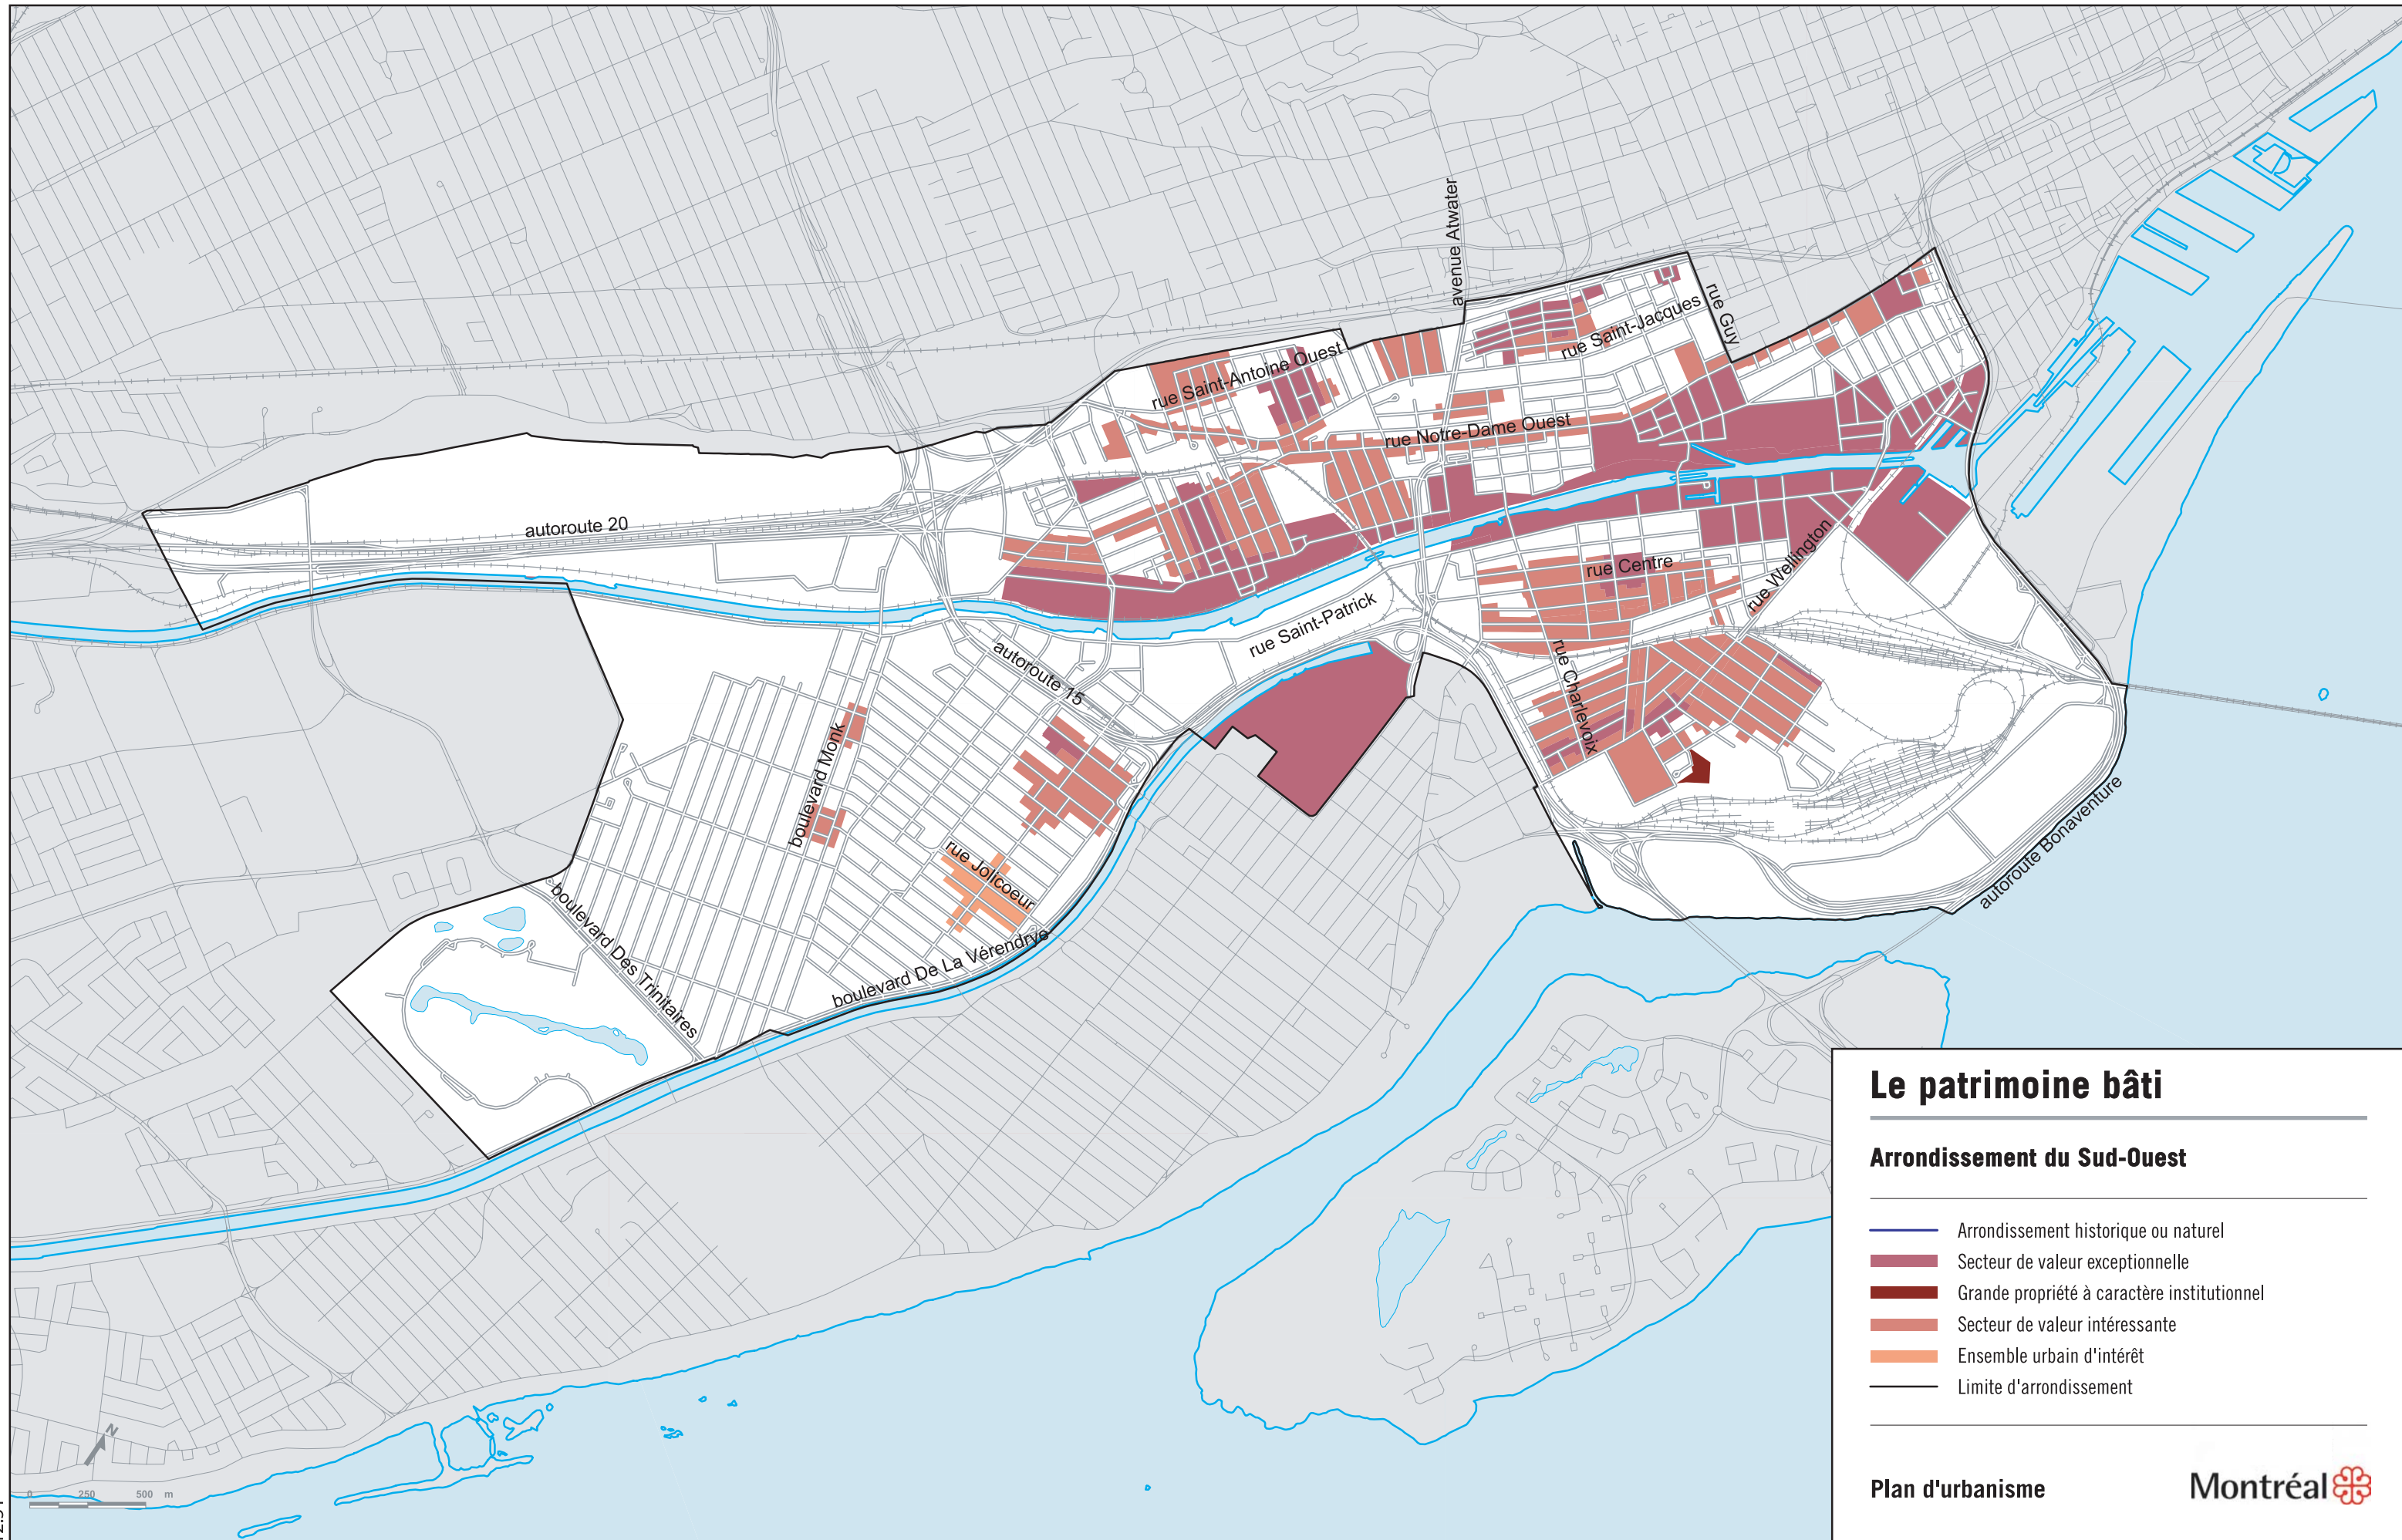 avenue Atwater
rue Guy
rue Saint-Jacques
rue Saint-Antoine Ouest
rue Notre-Dame Ouest
autoroute 20
rue Centre
rue Wellington
rue Saint-Patrick
rue Charlevoix
autoroute 15
boulevard Monk
rue Jolicoeur
boulevard Des Trinitaires
boulevard De La Vérendrye
autoroute Bonaventure
Le patrimoine bâti
Arrondissement du Sud-Ouest
Arrondissement historique ou naturel
Secteur de valeur exceptionnelle
Grande propriété à caractère institutionnel
Secteur de valeur intéressante
Ensemble urbain d'intérêt
Limite d'arrondissement
Plan d'urbanisme
Montréal
N
0 250 500 m